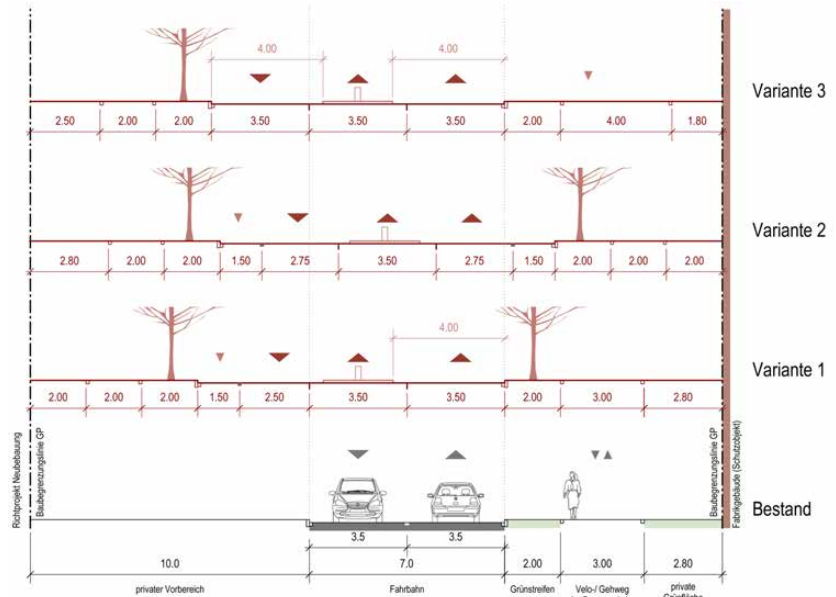 4.00 4.00
Variante 3
2.50 2.00 2.00 3.50 3.50 3.50 2.00 4.00 1.80
Variante 2
2.80 2.00 2.00 1.50 2.75 3.50 2.75 1.50 2.00 2.00 2.00
4.00
Variante 1
2.00 2.00 2.00 1.50 2.50 3.50 3.50 2.00 3.00 2.80
Richtprojekt Neubebauung
Baubegrenzungslinie GP
Baubegrenzungslinie GP
Fabrikgebäude (Schutzobjekt)
Bestand
3.5 3.5
10.0 7.0 2.00 3.00 2.80
privater Vorbereich Fahrbahn Grünstreifen Velo-/ Gehweg private